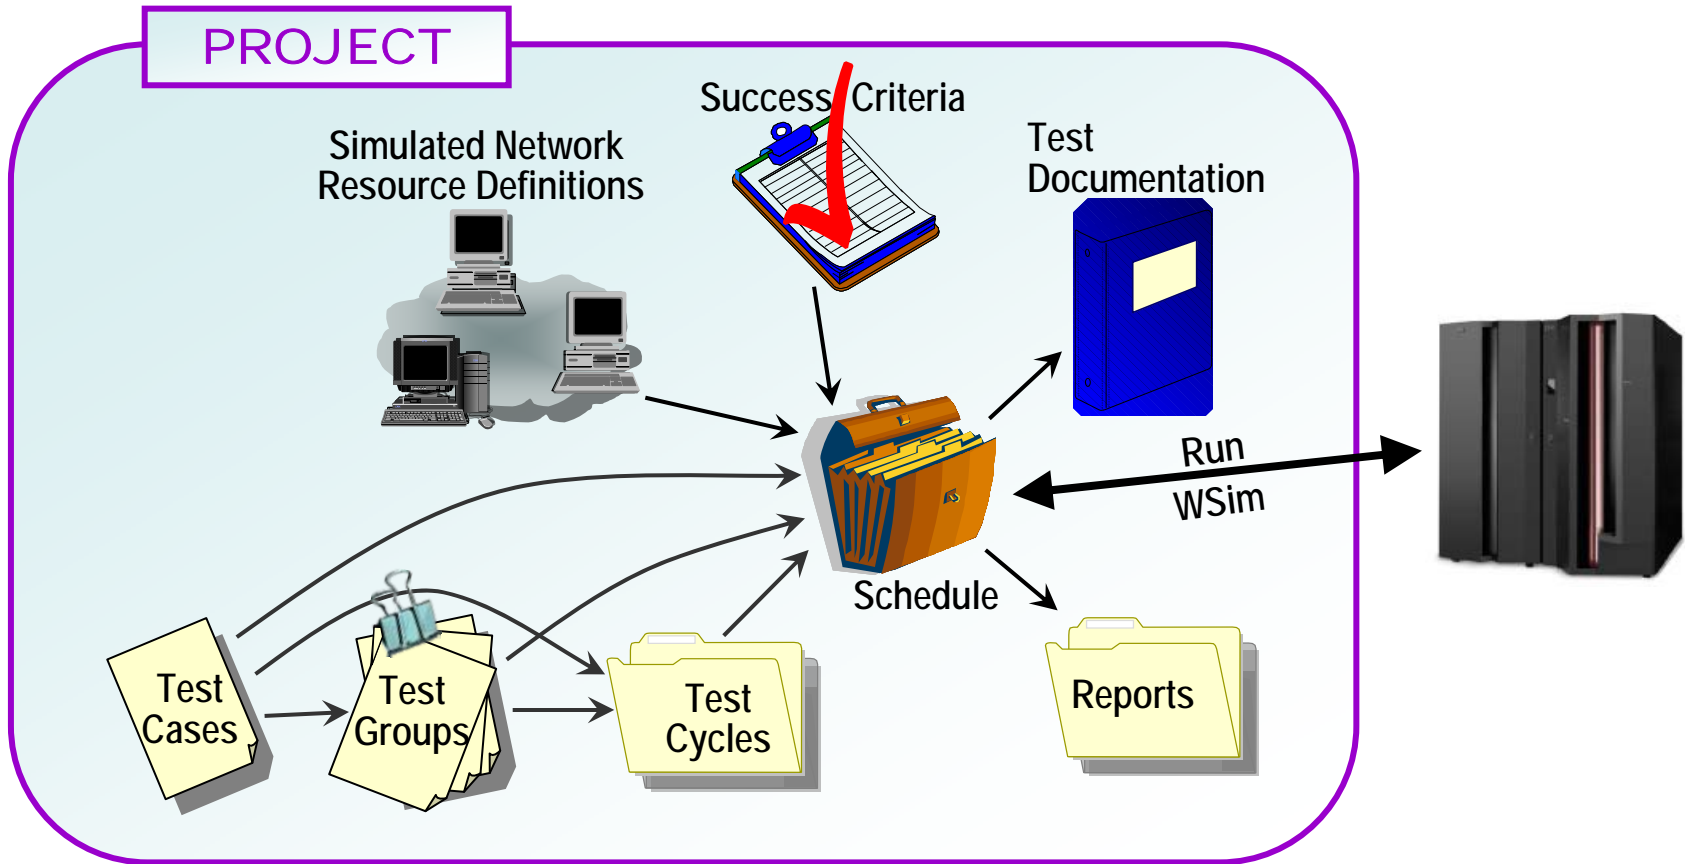 PROJECT
Success Criteria
Simulated Network
Resource Definitions
Test
Documentation
Run
WSim
Schedule
Test
Cases
Test
Groups
Test
Cycles
Reports